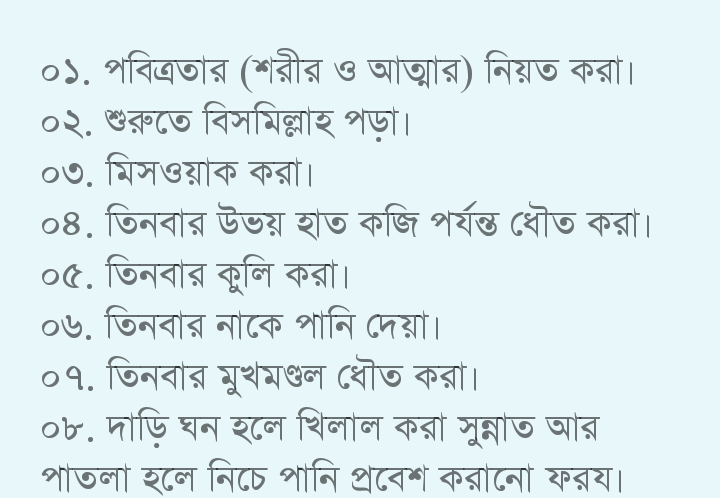 ০১. পবিত্রতার (শরীর ও আত্মার) নিয়ত করা।
০২. শুরুতে বিসমিল্লাহ পড়া।
০৩. মিসওয়াক করা।
০৪. তিনবার উভয় হাত কজি পর্যন্ত ধৌত করা।
০৫. তিনবার কুলি করা।
০৬. তিনবার নাকে পানি দেয়া।
০৭. তিনবার মুখমণ্ডল ধৌত করা।
০৮. দাড়ি ঘন হলে খিলাল করা সুন্নাত আর
পাতলা হলে নিচে পানি প্রবেশ করানো ফরয।